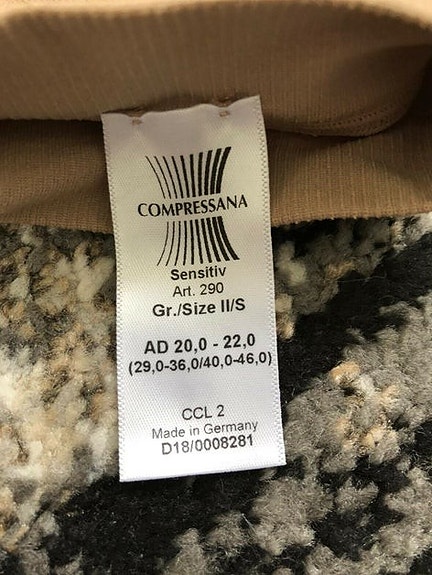 COMPRESSANA
Sensitiv
Art. 290
Gr./Size II/S
AD 20,0 - 22,0
(29,0-36,0/40,0-46,0)
CCL 2
Made in Germany
D18/0008281